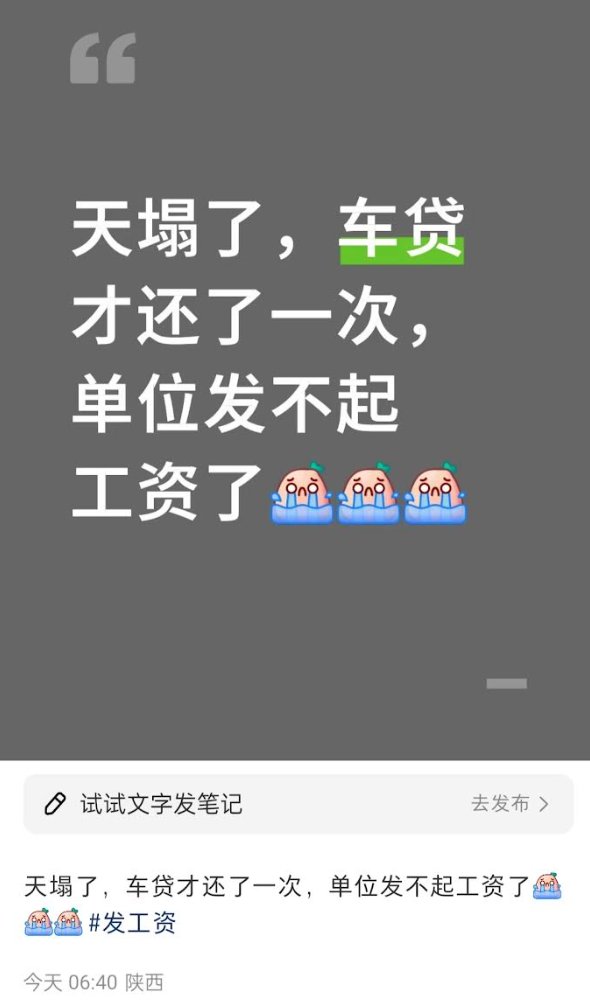 “
天塌了，车贷
才还了一次，
单位发不起
工资了
试试文字发笔记 去发布 >
天塌了，车贷才还了一次，单位发不起工资了
#发工资
今天 06:40 陕西